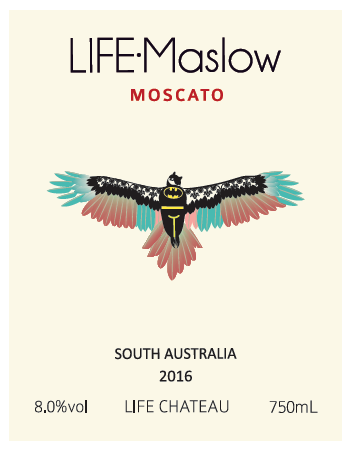 LIFE·Maslow
MOSCATO
SOUTH AUSTRALIA
2016
8.0%vol LIFE CHATEAU 750mL